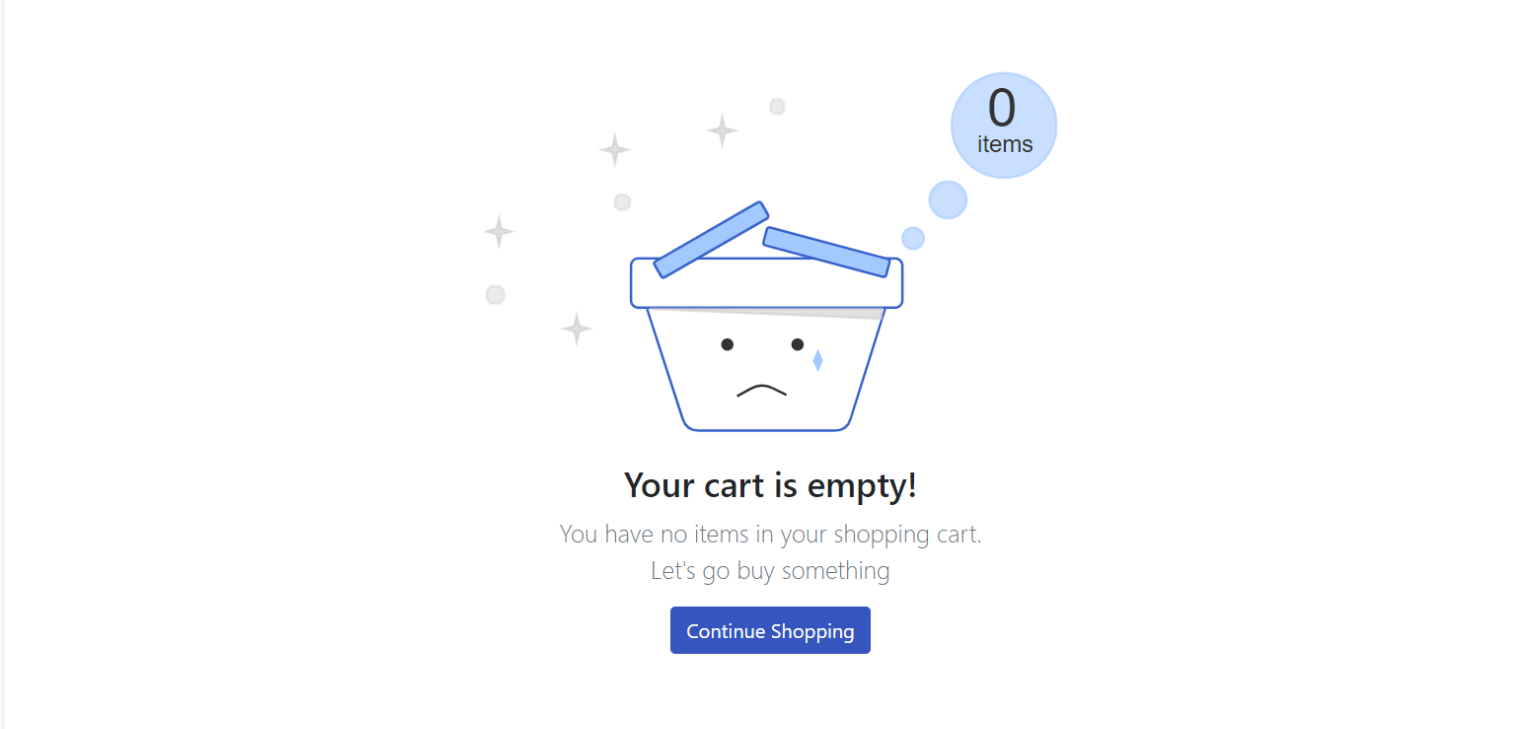 0
items
Your cart is empty!
You have no items in your shopping cart.
Let's go buy something
Continue Shopping